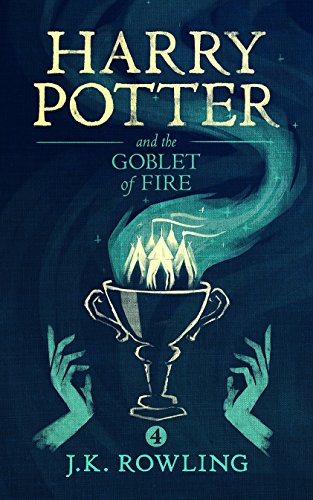 HARRY
POTTER
and the
GOBLET
of FIRE
4
J.K. ROWLING